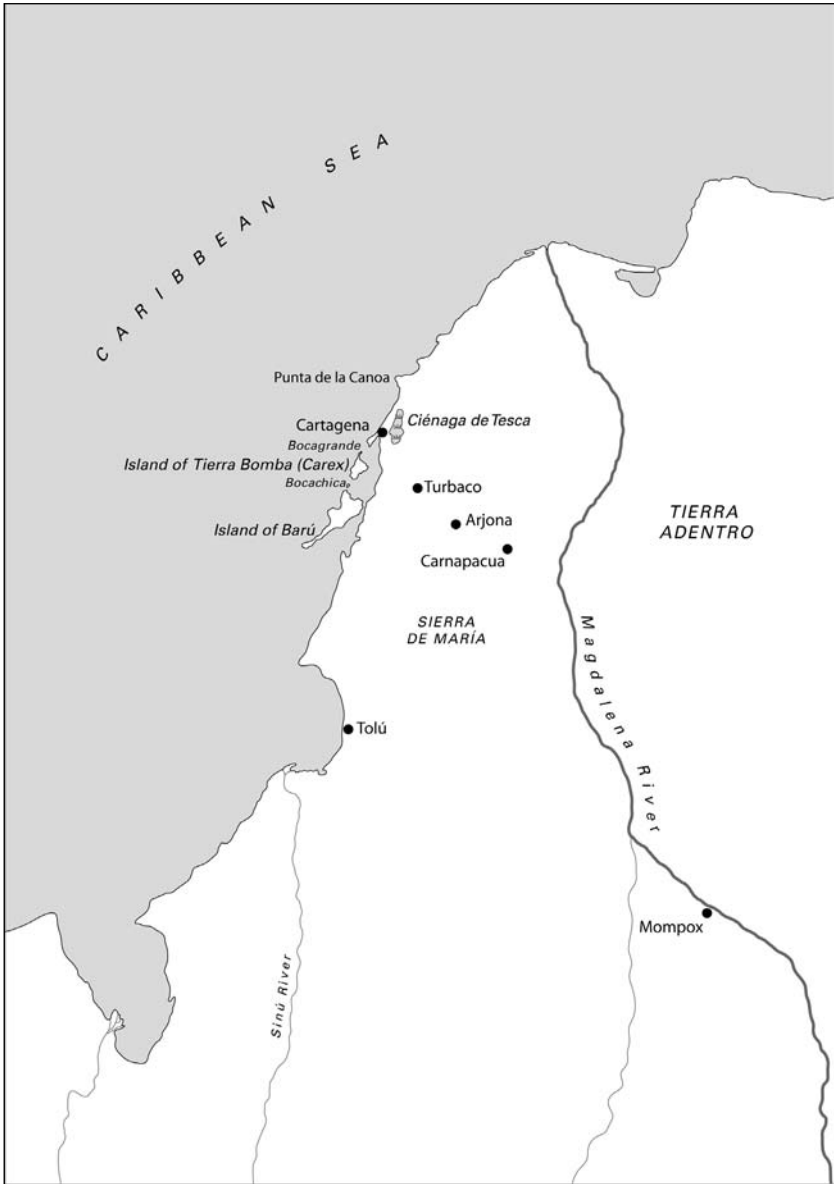 CARIBBEAN SEA
Punta de la Canoa
Cartagena
Ciénaga de Tesca
Bocagrande
Island of Tierra Bomba (Carex)
Bocachica
Turbaco
Island of Barú
Arjona
TIERRA
ADENTRO
Carnapacua
SIERRA
DE MARÍA
Magdalena River
Tolú
Mompox
Sinú River